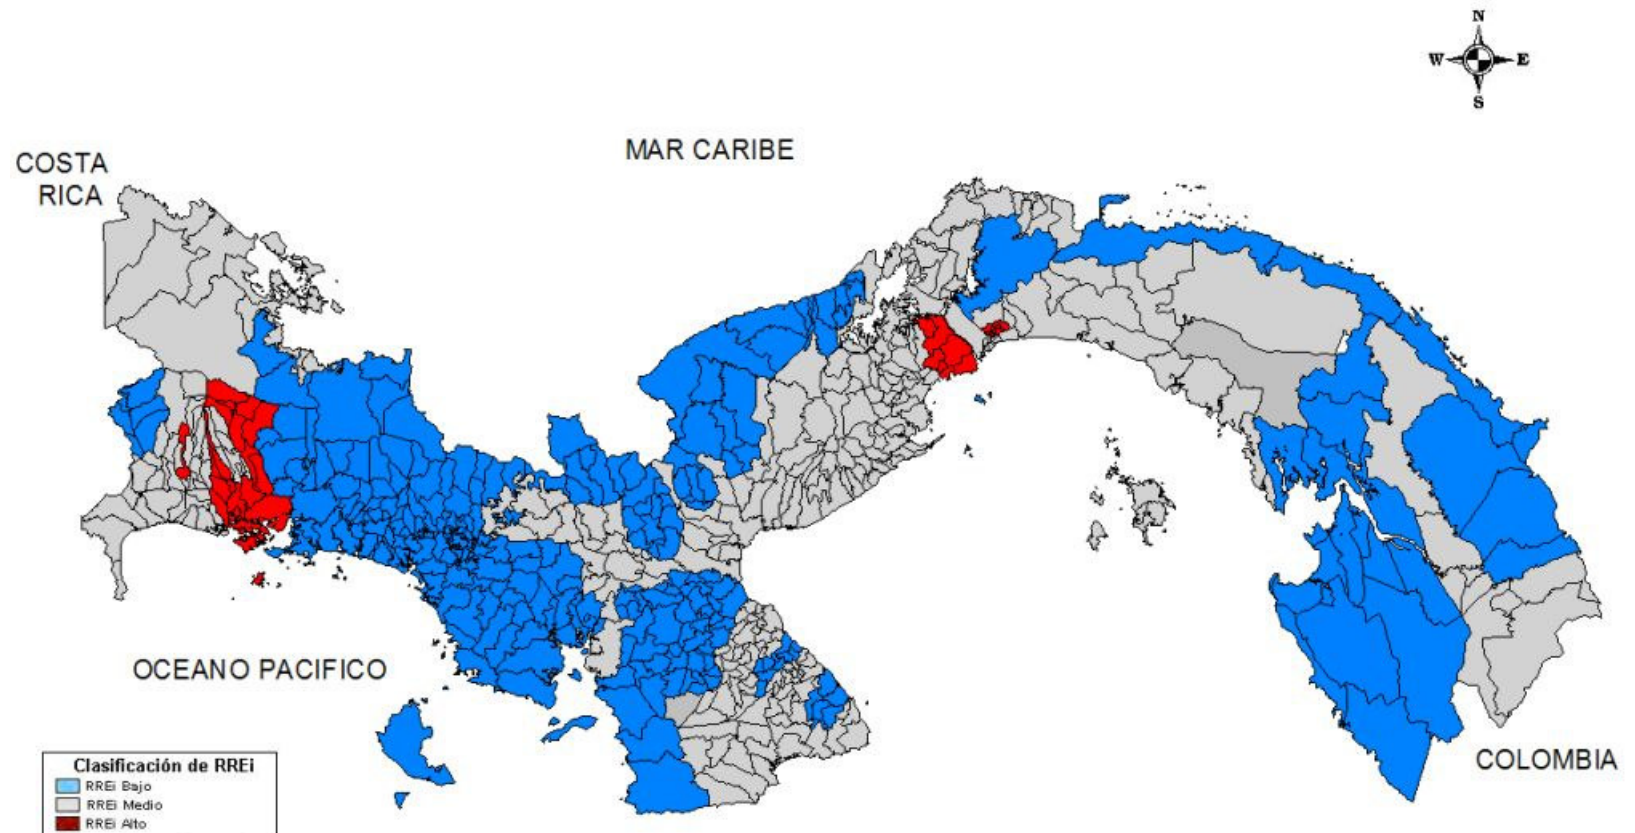 N
W E
S
MAR CARIBE
COSTA
RICA
OCEANO PACIFICO
COLOMBIA
Clasificación de RREi
RREi Bajo
RREi Medio
RREi Alto